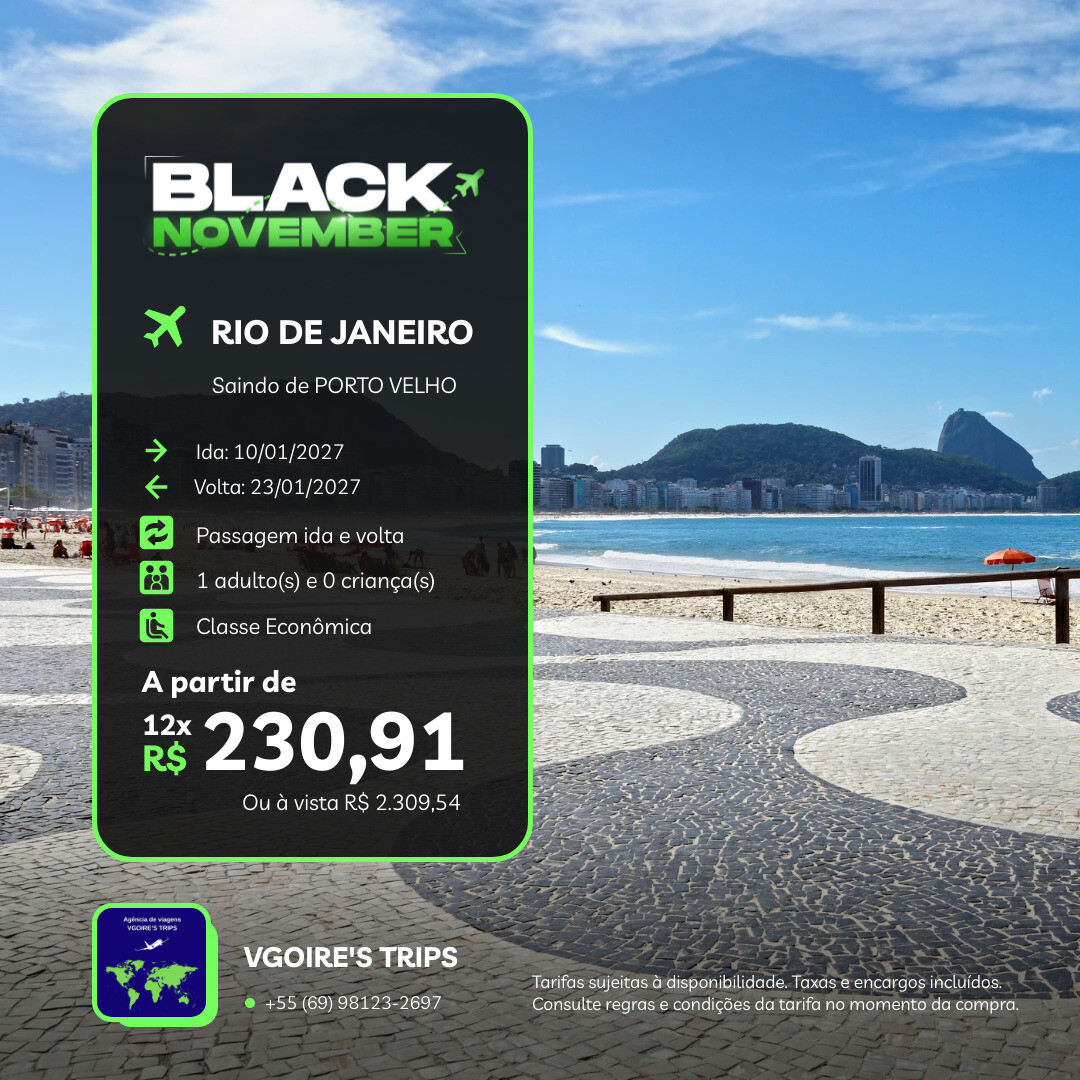 BLACK
NOVEMBER
RIO DE JANEIRO
Saindo de PORTO VELHO
Ida: 10/01/2027
Volta: 23/01/2027
Passagem ida e volta
1 adulto(s) e 0 criança(s)
Classe Econômica
A partir de
12x
R$ 230,91
Ou à vista R$ 2.309,54
Agência de viagens
VGOIRE'S TRIPS
VGOIRE'S TRIPS
+55 (69) 98123-2697
Tarifas sujeitas à disponibilidade. Taxas e encargos incluídos.
Consulte regras e condições da tarifa no momento da compra.